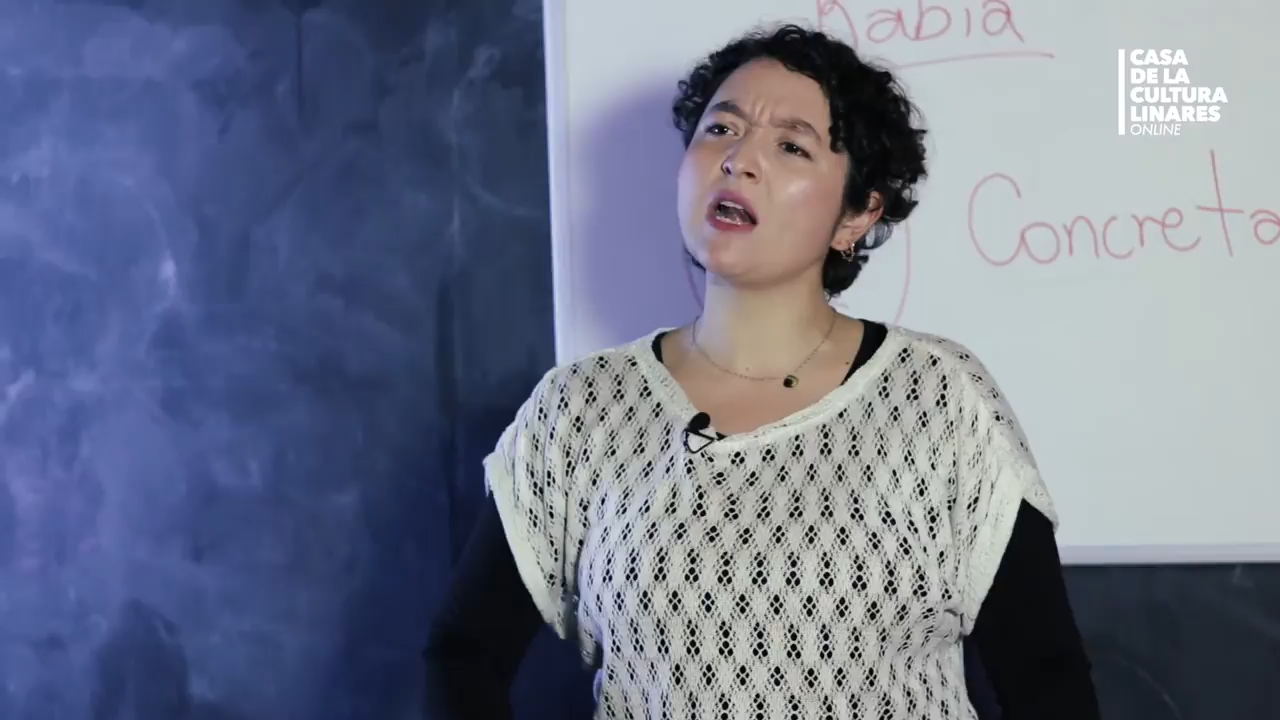 Rabia
CASA
DE LA
CULTURA
LINARES
ONLINE
Concreta